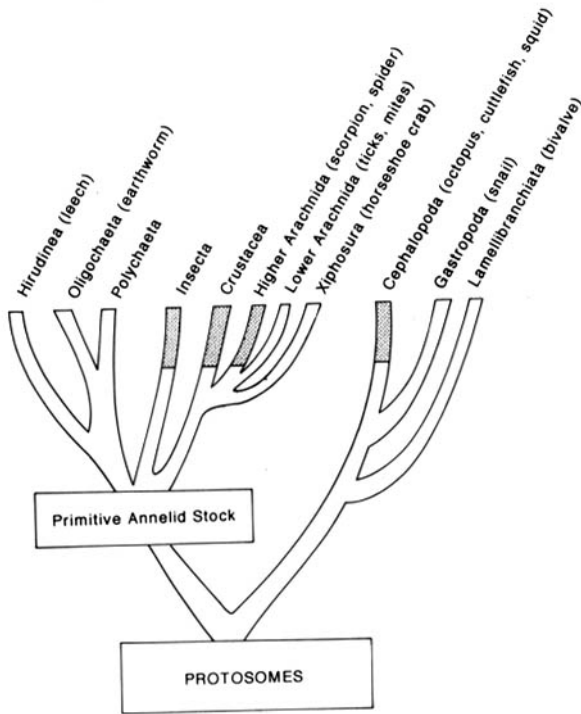 Hirudinea (leech)
Oligochaeta (earthworm)
Polychaeta
Insecta
Crustacea
Higher Arachnida (scorpion, spider)
Lower Arachnida (ticks, mites)
Xiphosura (horseshoe crab)
Cephalopoda (octopus, cuttlefish, squid)
Gastropoda (snail)
Lamellibranchiata (bivalve)
Primitive Annelid Stock
PROTOSOMES